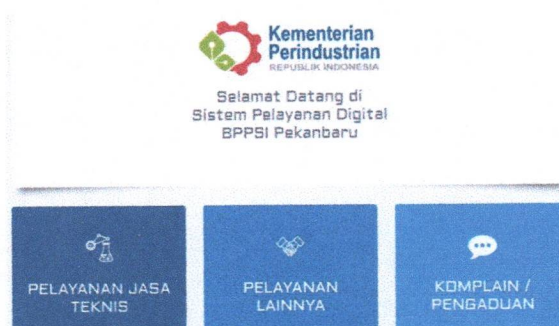 Kementerian
Perindustrian
REPUBLIK INDONESIA
Selamat Datang di
Sistem Pelayanan Digital
BPPSI Pekanbaru
PELAYANAN JASA
TEKNIS
PELAYANAN
LAINNYA
KOMPLAIN /
PENGADUAN